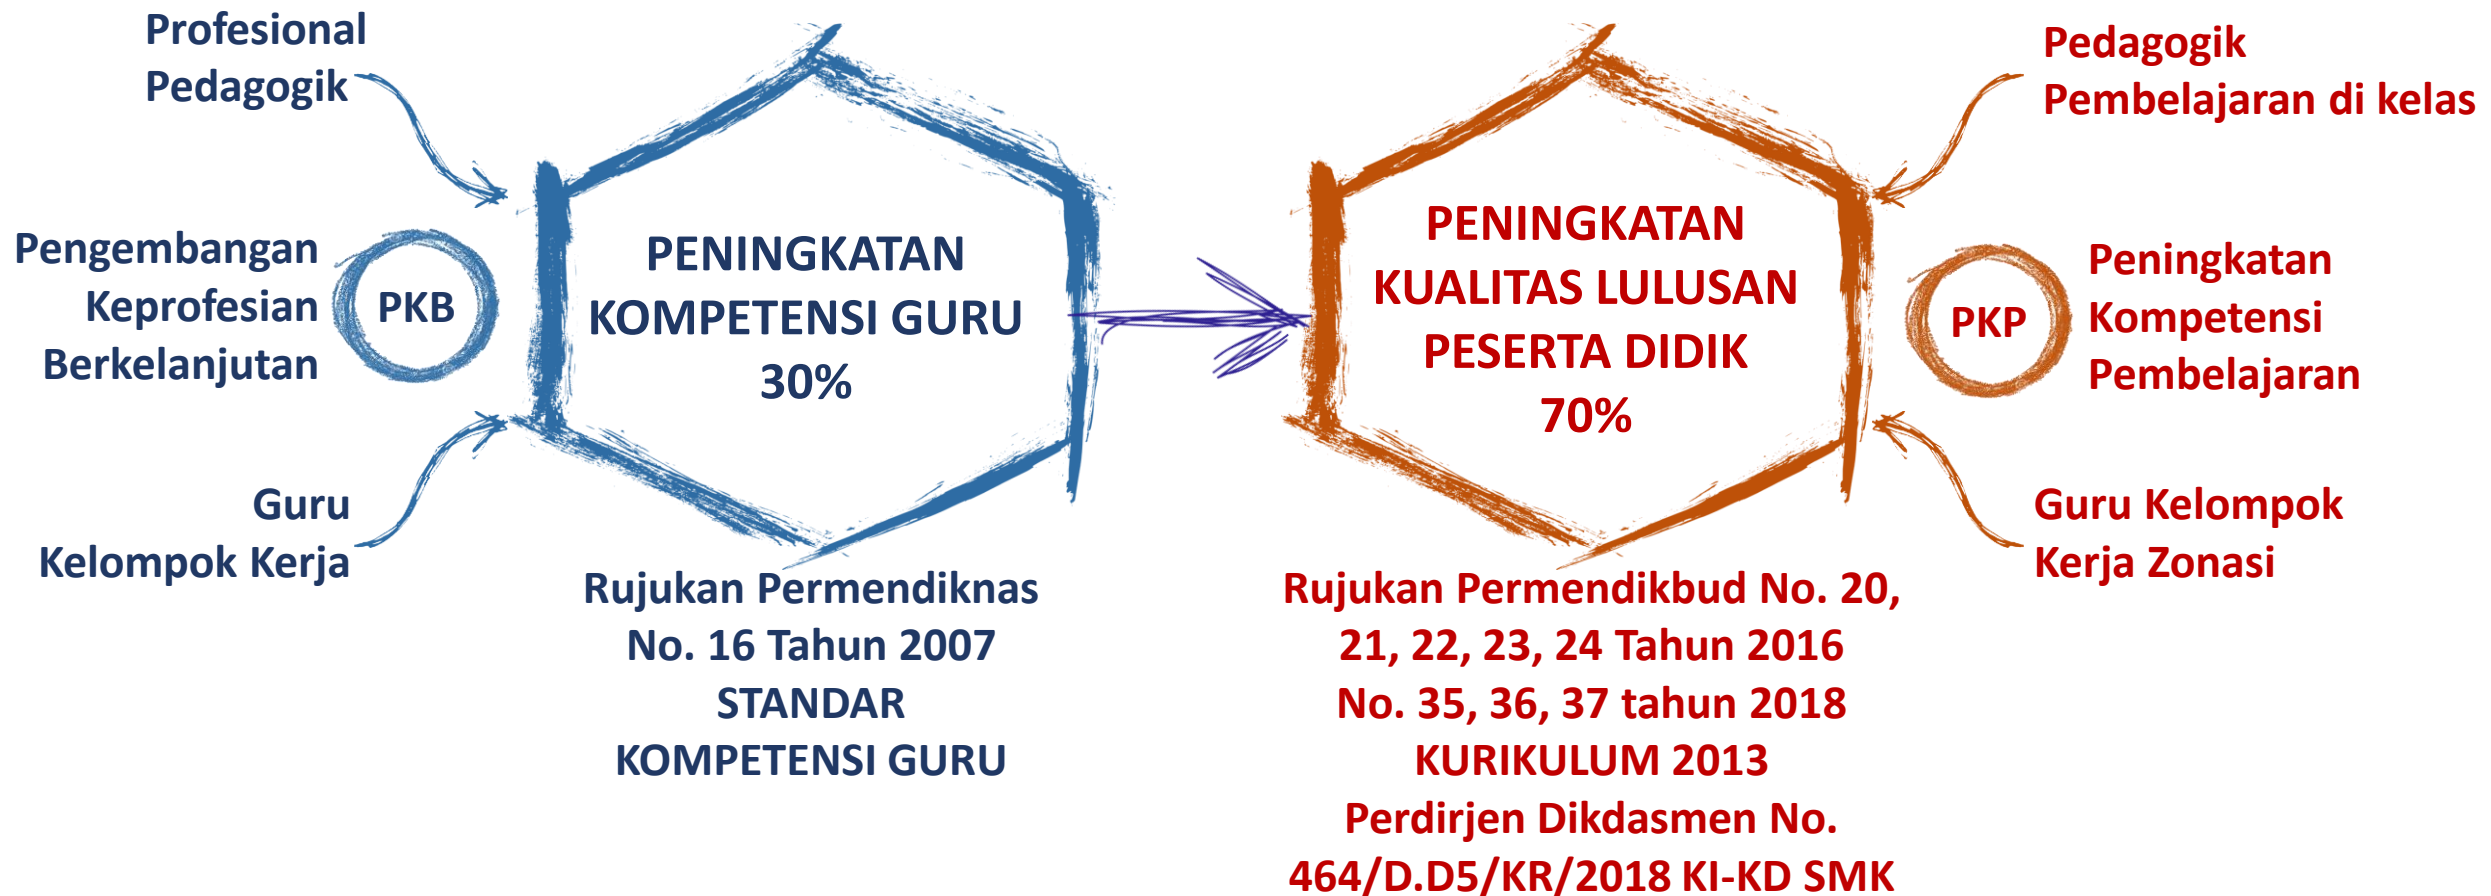 Profesional
Pedagogik
Pengembangan
Keprofesian
Berkelanjutan
PKB
Guru
Kelompok Kerja
PENINGKATAN
KOMPETENSI GURU
30%
Rujukan Permendiknas
No. 16 Tahun 2007
STANDAR
KOMPETENSI GURU
PENINGKATAN
KUALITAS LULUSAN
PESERTA DIDIK
70%
Rujukan Permendikbud No. 20,
21, 22, 23, 24 Tahun 2016
No. 35, 36, 37 tahun 2018
KURIKULUM 2013
Perdirjen Dikdasmen No.
464/D.D5/KR/2018 KI-KD SMK
Pedagogik
Pembelajaran di kelas
PKP
Peningkatan
Kompetensi
Pembelajaran
Guru Kelompok
Kerja Zonasi